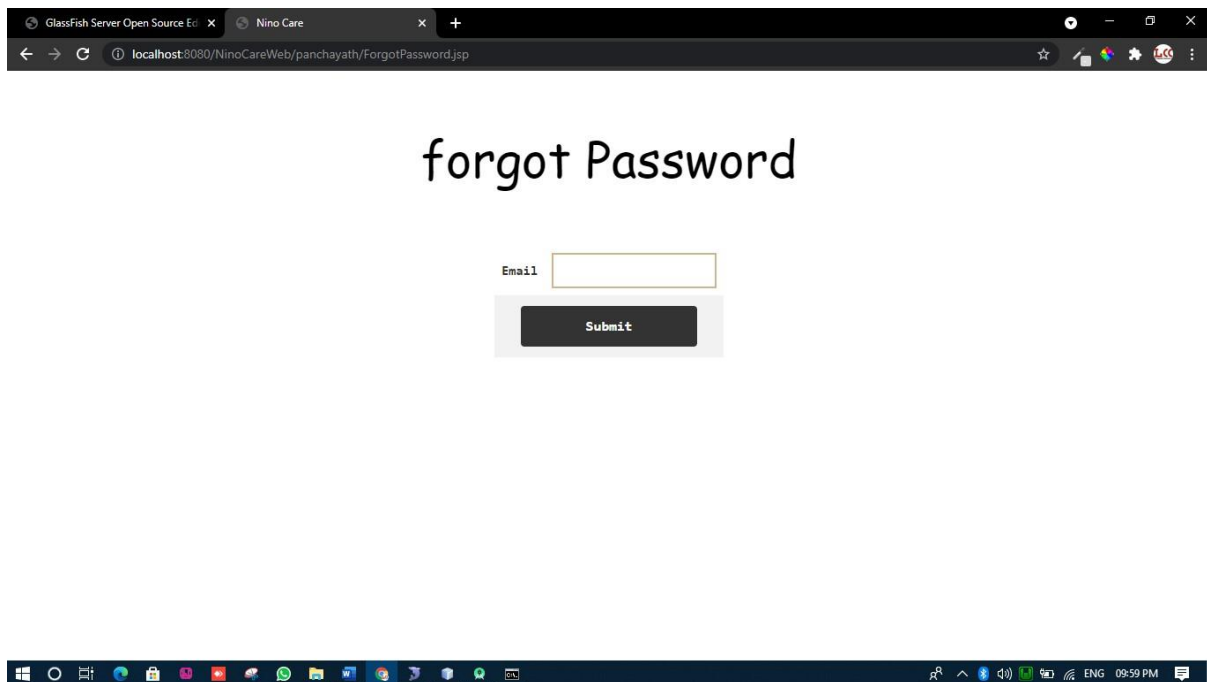 GlassFish Server Open Source Ed
Nino Care
localhost:8080/NinoCareWeb/panchayath/ForgotPassword.jsp
forgot Password
Email
Submit
ENG
09:59 PM